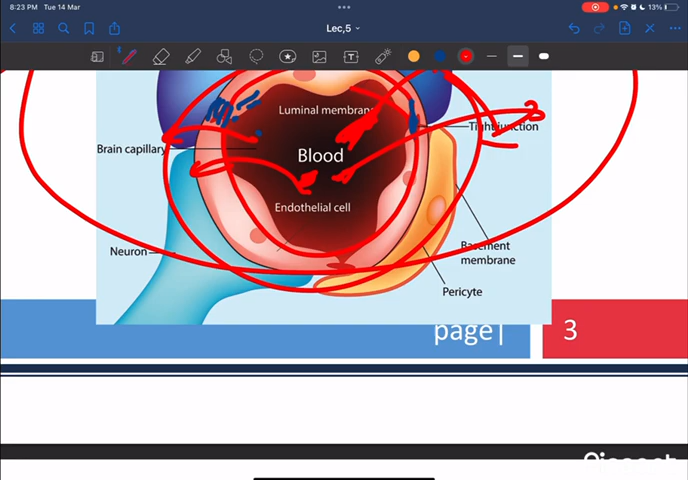 8:23 PM Tue 14 Mar
13%
Lec,5
Luminal membrane
Tight junction
Brain capillary
Blood
Endothelial cell
Neuron
Basement
membrane
Pericyte
page| 3